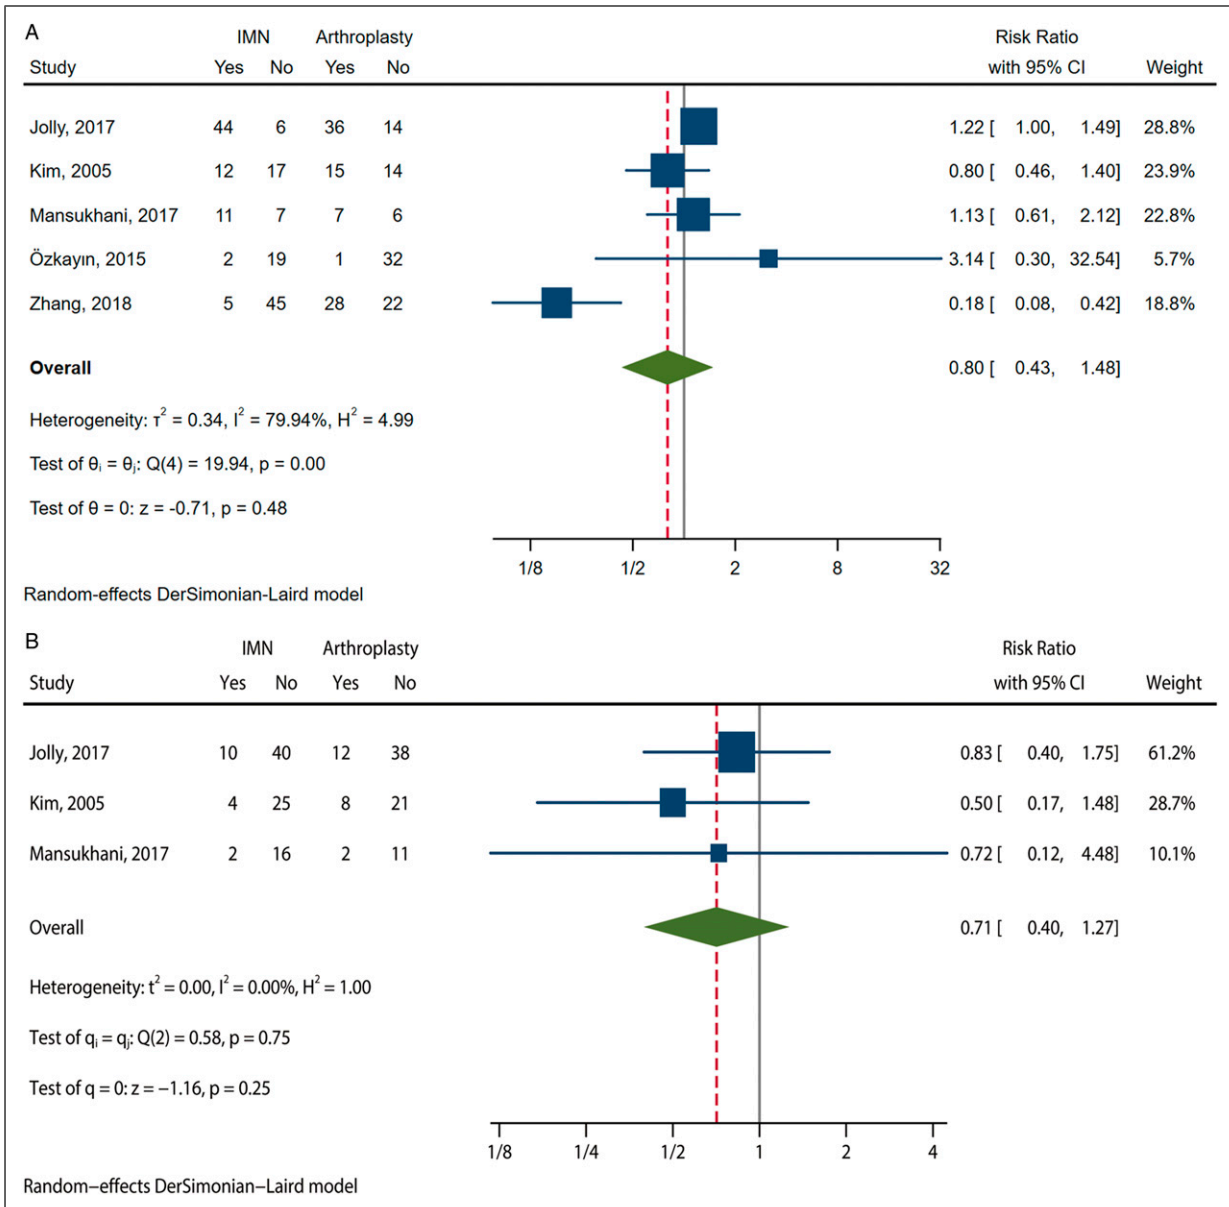 A
IMN Arthroplasty Risk Ratio
Study Yes No Yes No with 95% CI Weight
Jolly, 2017 44 6 36 14 1.22 [ 1.00, 1.49] 28.8%
Kim, 2005 12 17 15 14 0.80 [ 0.46, 1.40] 23.9%
Mansukhani, 2017 11 7 7 6 1.13 [ 0.61, 2.12] 22.8%
Özkayın, 2015 2 19 1 32 3.14 [ 0.30, 32.54] 5.7%
Zhang, 2018 5 45 28 22 0.18 [ 0.08, 0.42] 18.8%
Overall 0.80 [ 0.43, 1.48]
Heterogeneity: τ² = 0.34, I² = 79.94%, H² = 4.99
Test of θᵢ = θⱼ: Q(4) = 19.94, p = 0.00
Test of θ = 0: z = -0.71, p = 0.48
1/8 1/2 2 8 32
Random-effects DerSimonian-Laird model
B
IMN Arthroplasty Risk Ratio
Study Yes No Yes No with 95% CI Weight
Jolly, 2017 10 40 12 38 0.83 [ 0.40, 1.75] 61.2%
Kim, 2005 4 25 8 21 0.50 [ 0.17, 1.48] 28.7%
Mansukhani, 2017 2 16 2 11 0.72 [ 0.12, 4.48] 10.1%
Overall 0.71 [ 0.40, 1.27]
Heterogeneity: t² = 0.00, I² = 0.00%, H² = 1.00
Test of qᵢ = qⱼ: Q(2) = 0.58, p = 0.75
Test of q = 0: z = −1.16, p = 0.25
1/8 1/4 1/2 1 2 4
Random−effects DerSimonian−Laird model